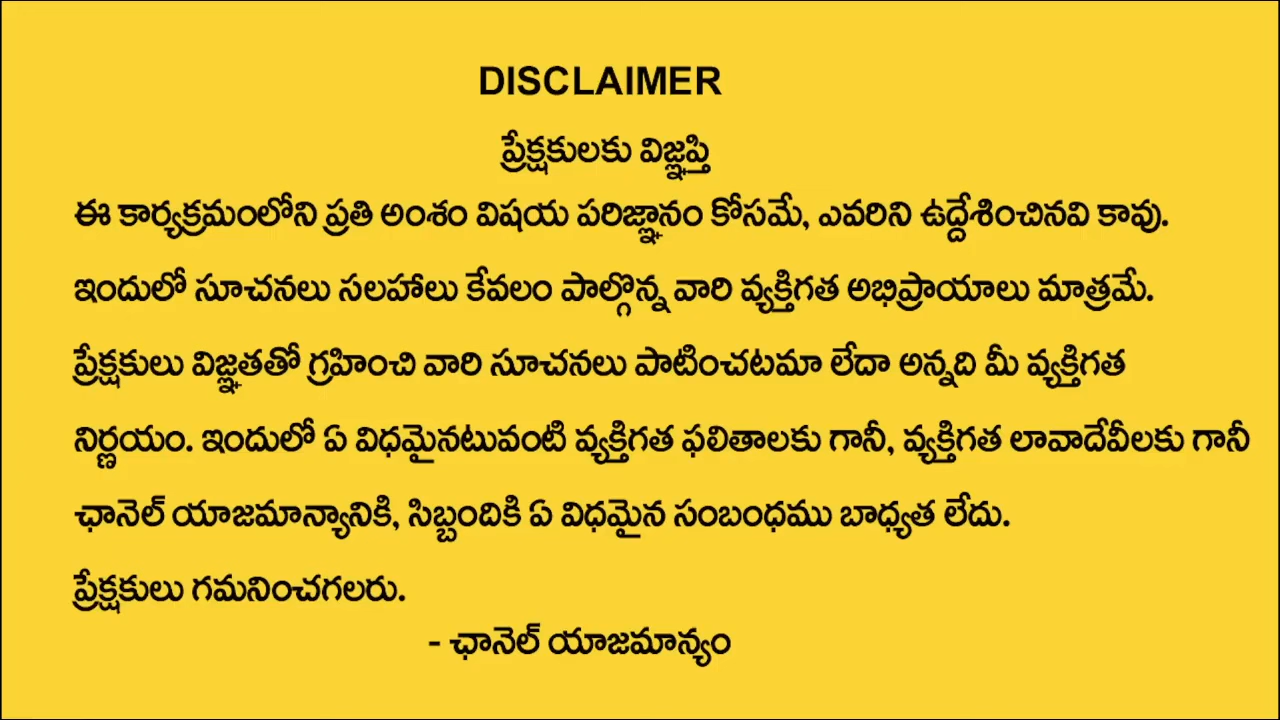 DISCLAIMER
ప్రేక్షకులకు విజ్ఞప్తి
ఈ కార్యక్రమంలోని ప్రతి అంశం విషయ పరిజ్ఞానం కోసమే, ఎవరిని ఉద్దేశించినవి కావు.
ఇందులో సూచనలు సలహాలు కేవలం పాల్గొన్న వారి వ్యక్తిగత అభిప్రాయాలు మాత్రమే.
ప్రేక్షకులు విజ్ఞతతో గ్రహించి వారి సూచనలు పాటించటమా లేదా అన్నది మీ వ్యక్తిగత
నిర్ణయం. ఇందులో ఏ విధమైనటువంటి వ్యక్తిగత ఫలితాలకు గానీ, వ్యక్తిగత లావాదేవీలకు గానీ
ఛానెల్ యాజమాన్యానికి, సిబ్బందికి ఏ విధమైన సంబంధము బాధ్యత లేదు.
ప్రేక్షకులు గమనించగలరు.
- ఛానెల్ యాజమాన్యం